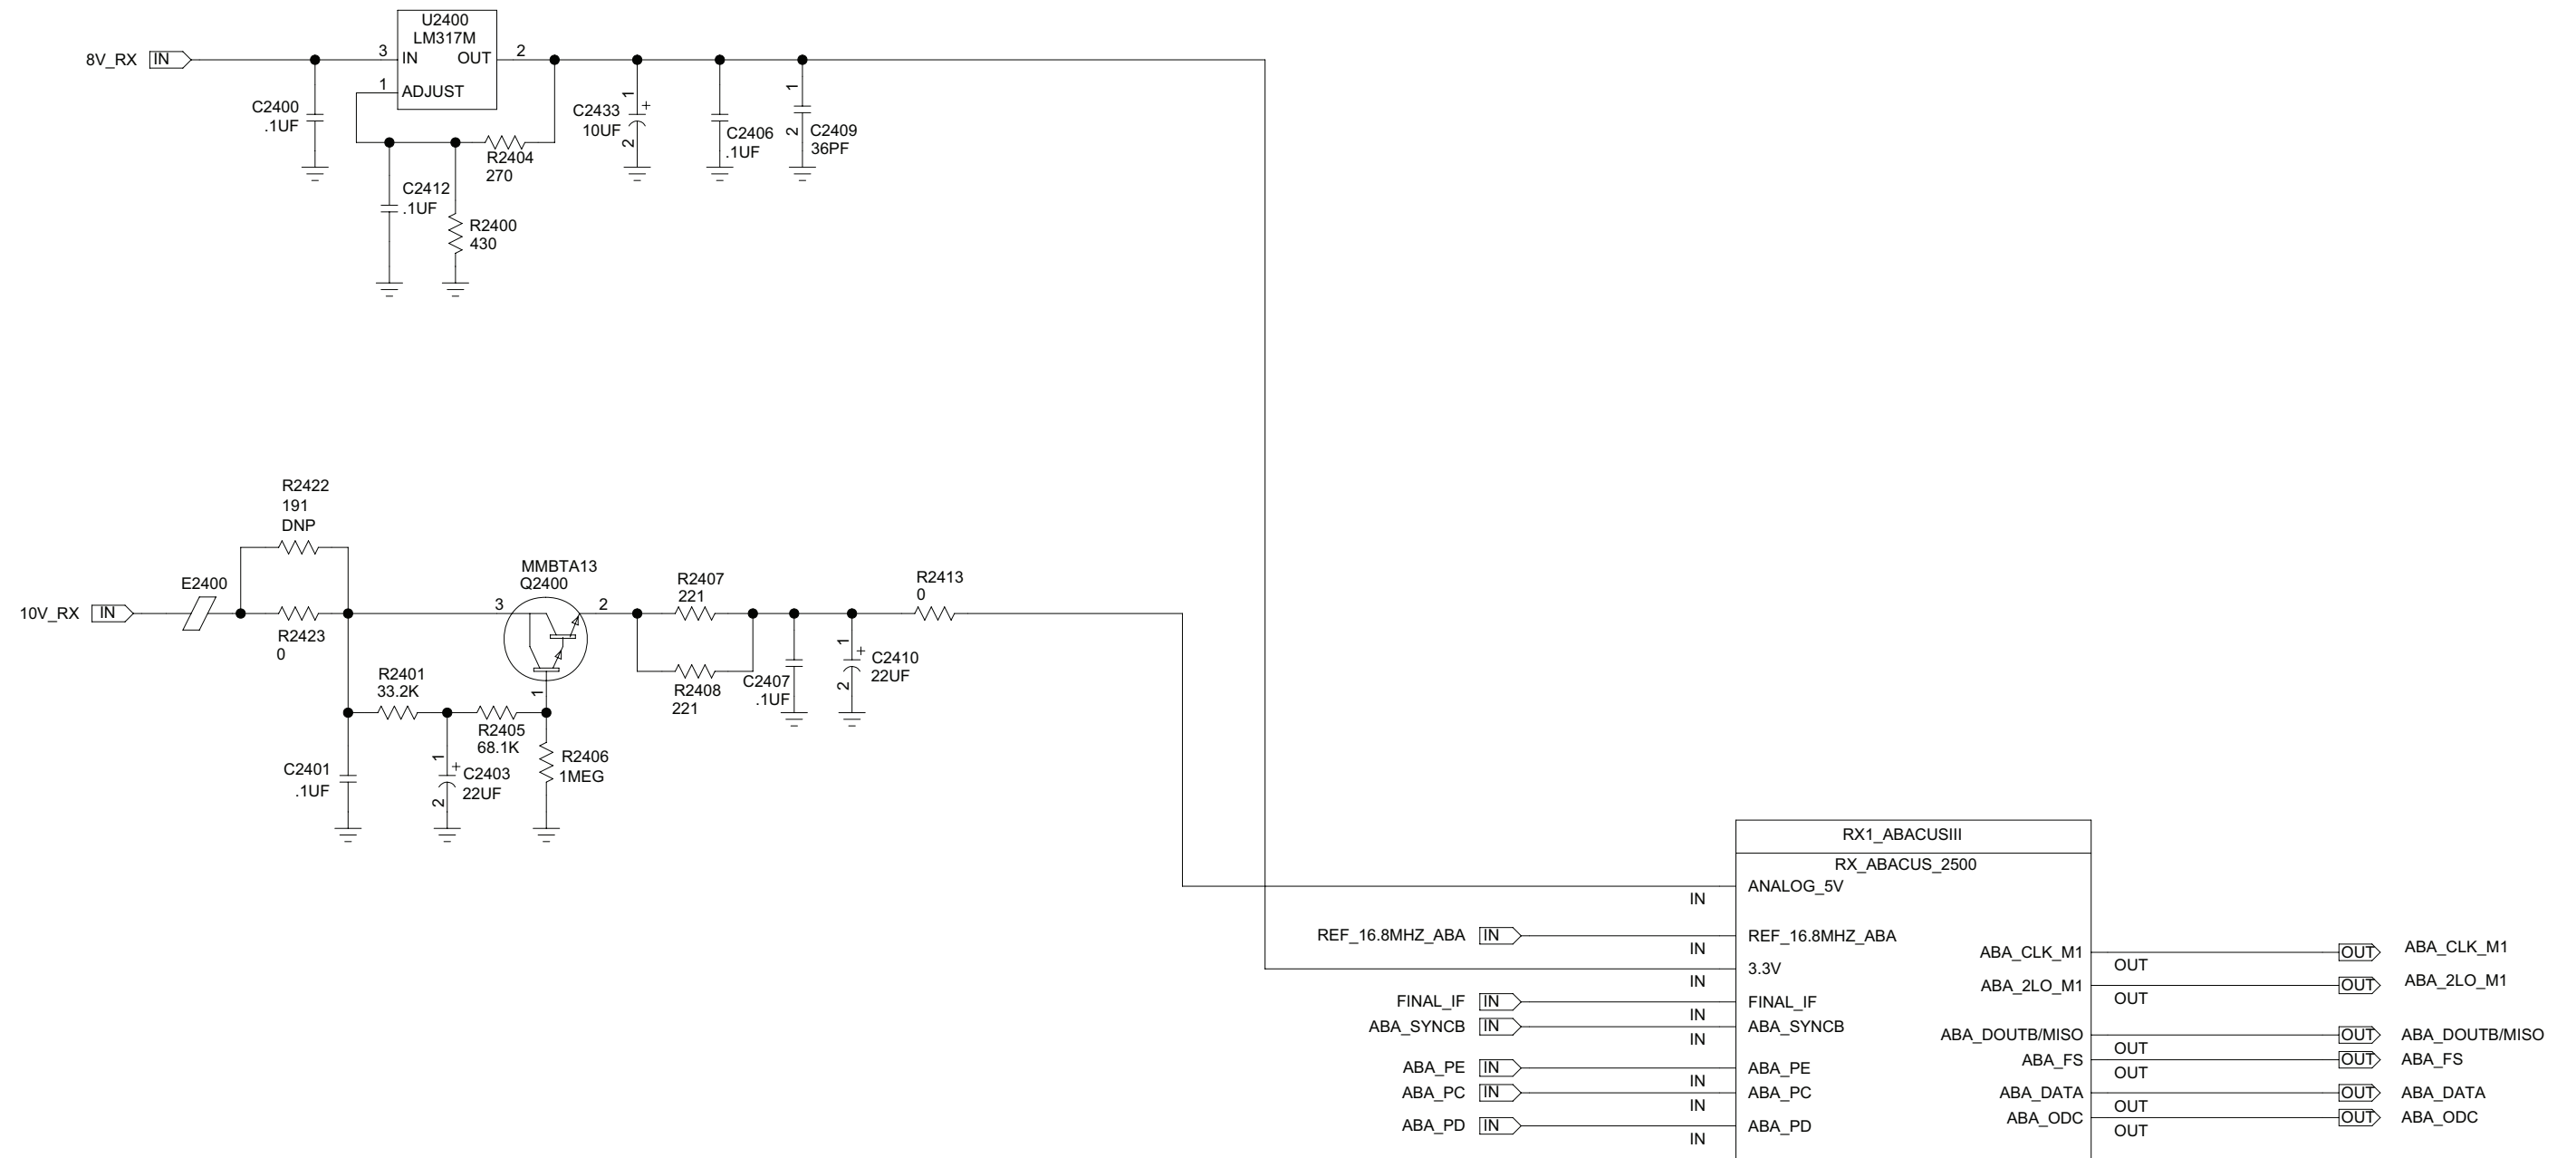 U2400
LM317M
8V_RX IN
3 IN OUT 2
1 ADJUST
C2400
.1UF
C2433
10UF
1
+
2
C2406
.1UF
1
2
C2409
36PF
R2404
270
C2412
.1UF
R2400
430
R2422
191
DNP
E2400
10V_RX IN
R2423
0
MMBTA13
Q2400
3
2
1
R2407
221
R2408
221
R2413
0
C2407
.1UF
1
+
2
C2410
22UF
R2401
33.2K
R2405
68.1K
R2406
1MEG
C2401
.1UF
1
+
2
C2403
22UF
RX1_ABACUSIII
RX_ABACUS_2500
IN ANALOG_5V
REF_16.8MHZ_ABA IN IN REF_16.8MHZ_ABA
IN 3.3V
FINAL_IF IN IN FINAL_IF
ABA_SYNCB IN IN ABA_SYNCB
ABA_PE IN IN ABA_PE
ABA_PC IN IN ABA_PC
ABA_PD IN IN ABA_PD
ABA_CLK_M1 OUT OUT ABA_CLK_M1
ABA_2LO_M1 OUT OUT ABA_2LO_M1
ABA_DOUTB/MISO OUT OUT ABA_DOUTB/MISO
ABA_FS OUT OUT ABA_FS
ABA_DATA OUT OUT ABA_DATA
ABA_ODC OUT OUT ABA_ODC